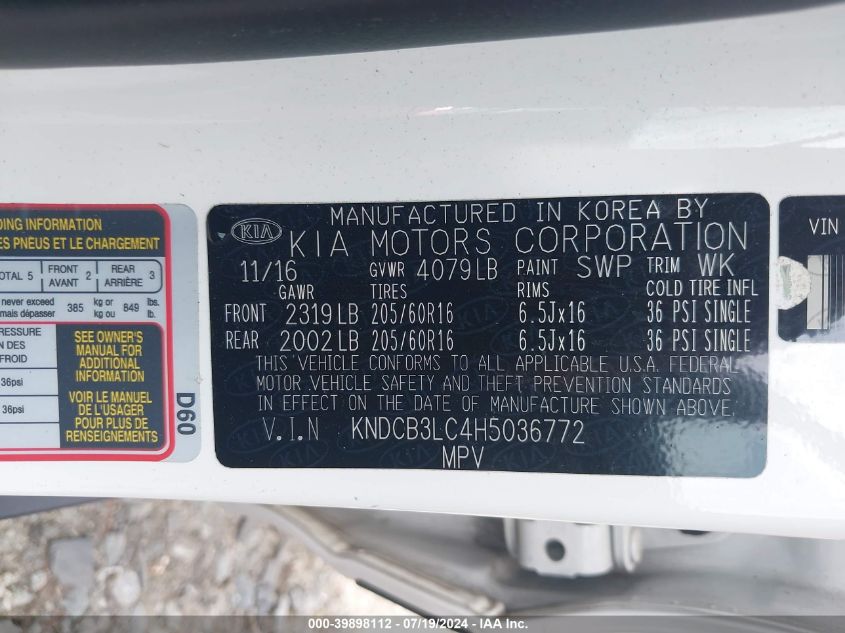 DING INFORMATION
ES PNEUS ET LE CHARGEMENT
TOTAL 5 FRONT AVANT 2 REAR ARRIÈRE 3
never exceed
mais dépasser 385 kg or kg ou 849 lbs. lb.
PRESSURE
N DES
FROID
36psi
36psi
SEE OWNER'S
MANUAL FOR
ADDITIONAL
INFORMATION
VOIR LE MANUEL
DE L'USAGER
POUR PLUS DE
RENSEIGNEMENTS
D60
MANUFACTURED IN KOREA BY
KIA KIA MOTORS CORPORATION
11/16 GVWR 4079LB PAINT SWP TRIM WK
GAWR TIRES RIMS COLD TIRE INFL
FRONT 2319LB 205/60R16 6.5Jx16 36 PSI SINGLE
REAR 2002LB 205/60R16 6.5Jx16 36 PSI SINGLE
THIS VEHICLE CONFORMS TO ALL APPLICABLE U.S.A. FEDERAL
MOTOR VEHICLE SAFETY AND THEFT PREVENTION STANDARDS
IN EFFECT ON THE DATE OF MANUFACTURE SHOWN ABOVE.
V.I.N KNDCB3LC4H5036772
MPV
VIN
000-39898112 - 07/19/2024 - IAAI.com